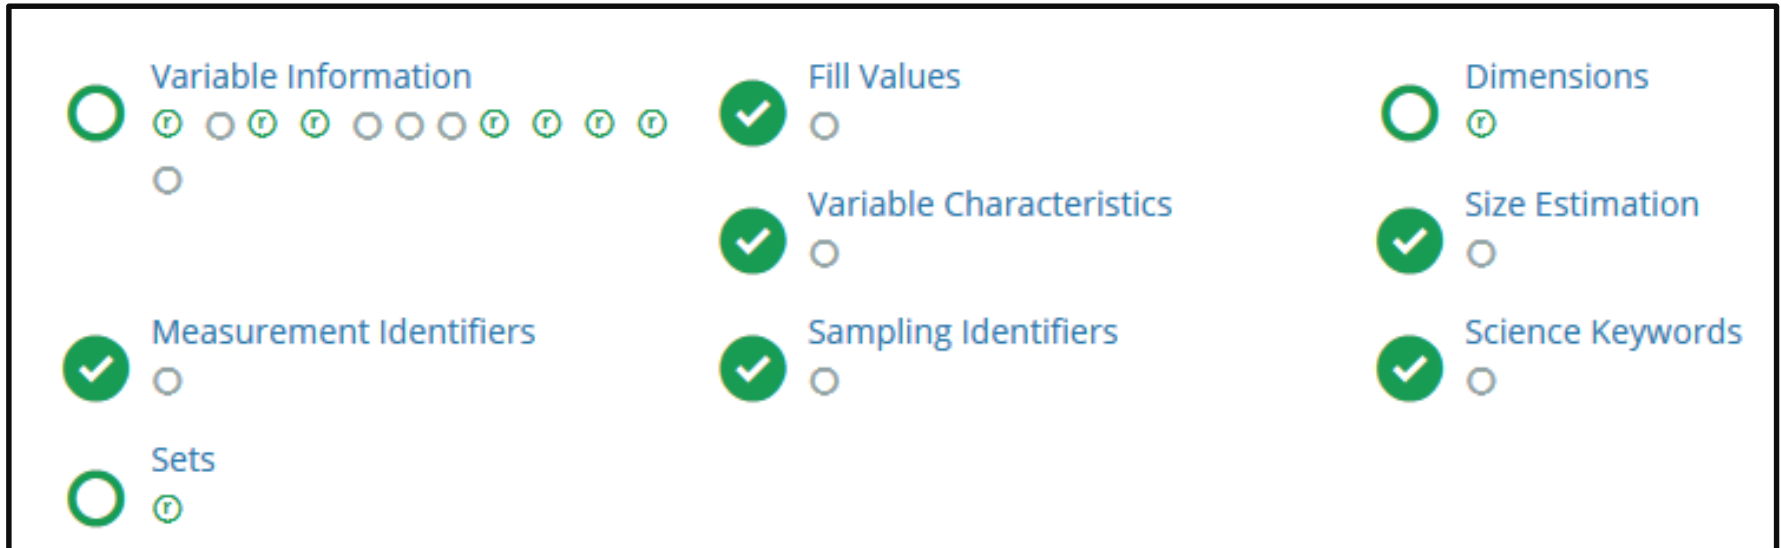 Variable Information
r r r r r r r
Fill Values
Dimensions
r
Variable Characteristics
Size Estimation
Measurement Identifiers
Sampling Identifiers
Science Keywords
Sets
r